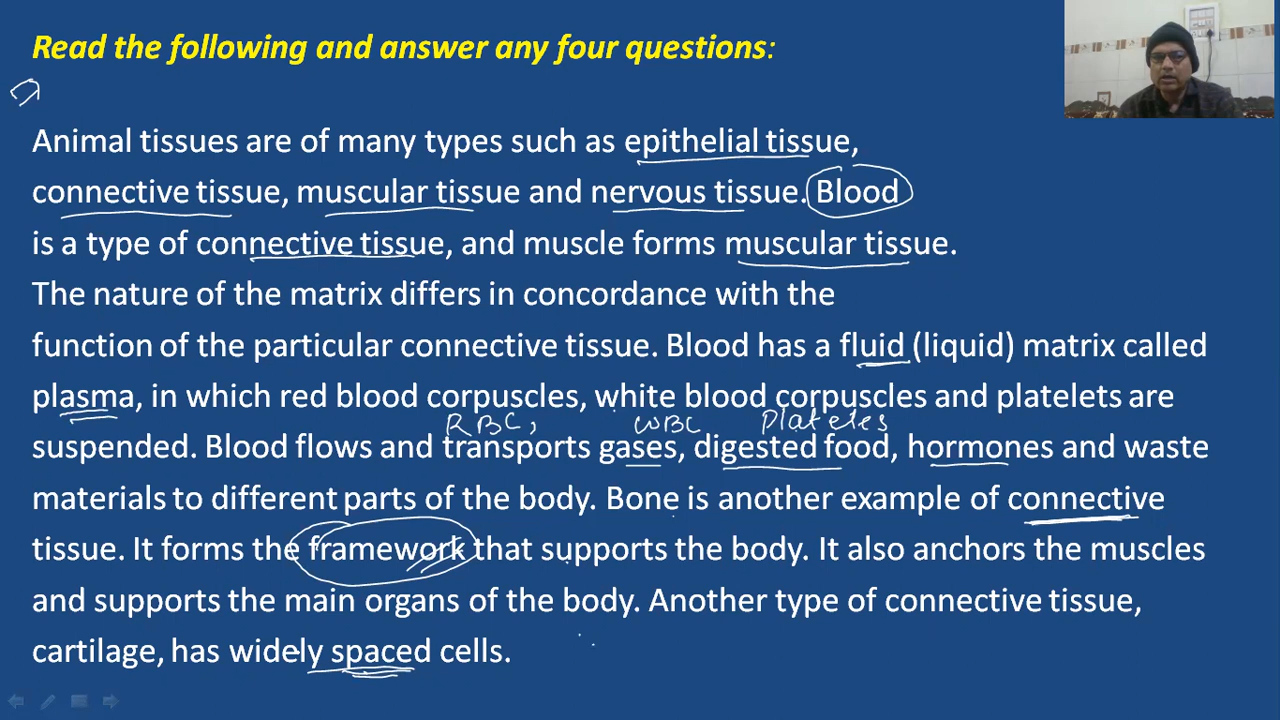 Read the following and answer any four questions:
Animal tissues are of many types such as epithelial tissue,
connective tissue, muscular tissue and nervous tissue. Blood
is a type of connective tissue, and muscle forms muscular tissue.
The nature of the matrix differs in concordance with the
function of the particular connective tissue. Blood has a fluid (liquid) matrix called
plasma, in which red blood corpuscles, white blood corpuscles and platelets are
RBC, WBC Plateles
suspended. Blood flows and transports gases, digested food, hormones and waste
materials to different parts of the body. Bone is another example of connective
tissue. It forms the framework that supports the body. It also anchors the muscles
and supports the main organs of the body. Another type of connective tissue,
cartilage, has widely spaced cells.